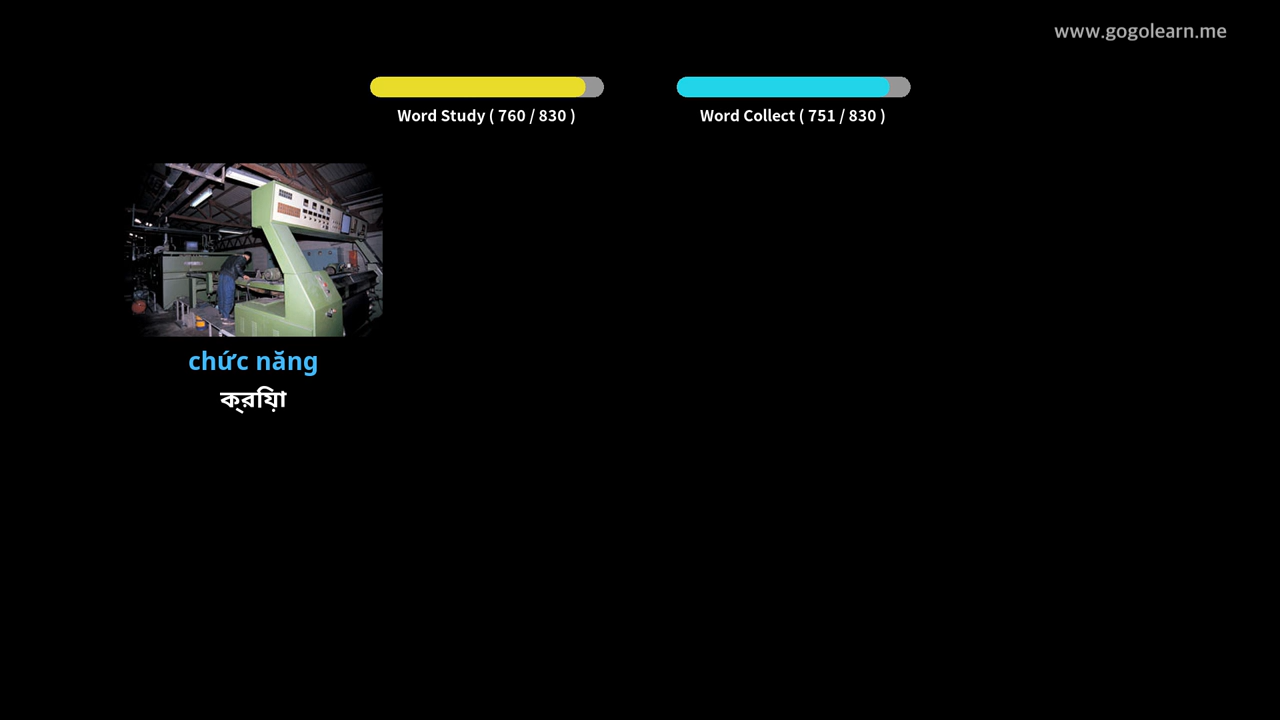 www.gogolearn.me
Word Study ( 760 / 830 )
Word Collect ( 751 / 830 )
chức năng
ক্রিয়া